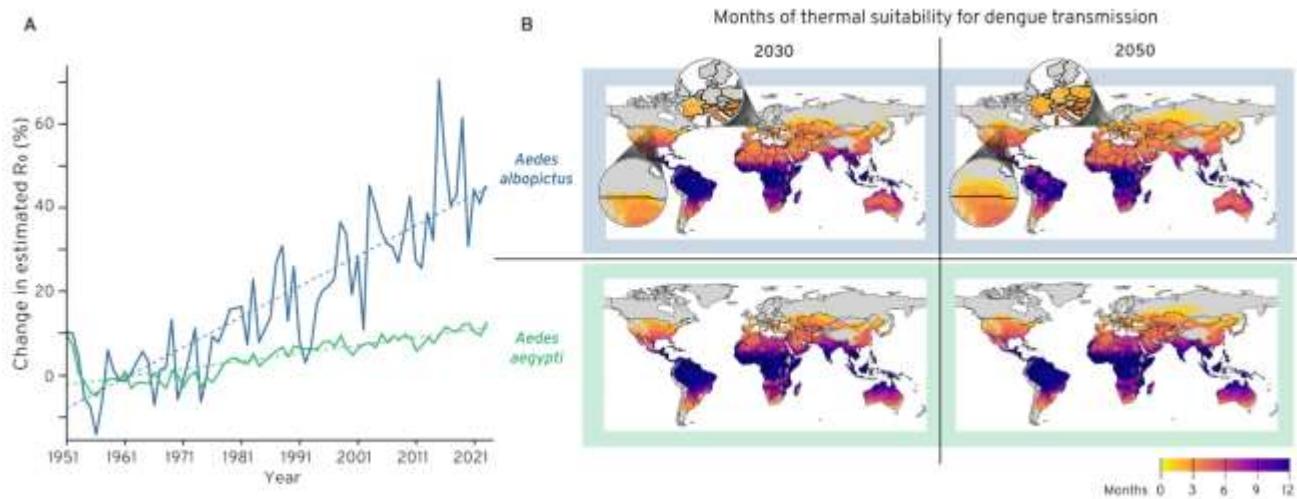 A
Change in estimated R₀ (%)
60
40
20
0
1951
1961
1971
1981
1991
2001
2011
2021
Year
Aedes
albopictus
Aedes
aegypti
B
Months of thermal suitability for dengue transmission
2030
2050
Months 0 3 6 9 12